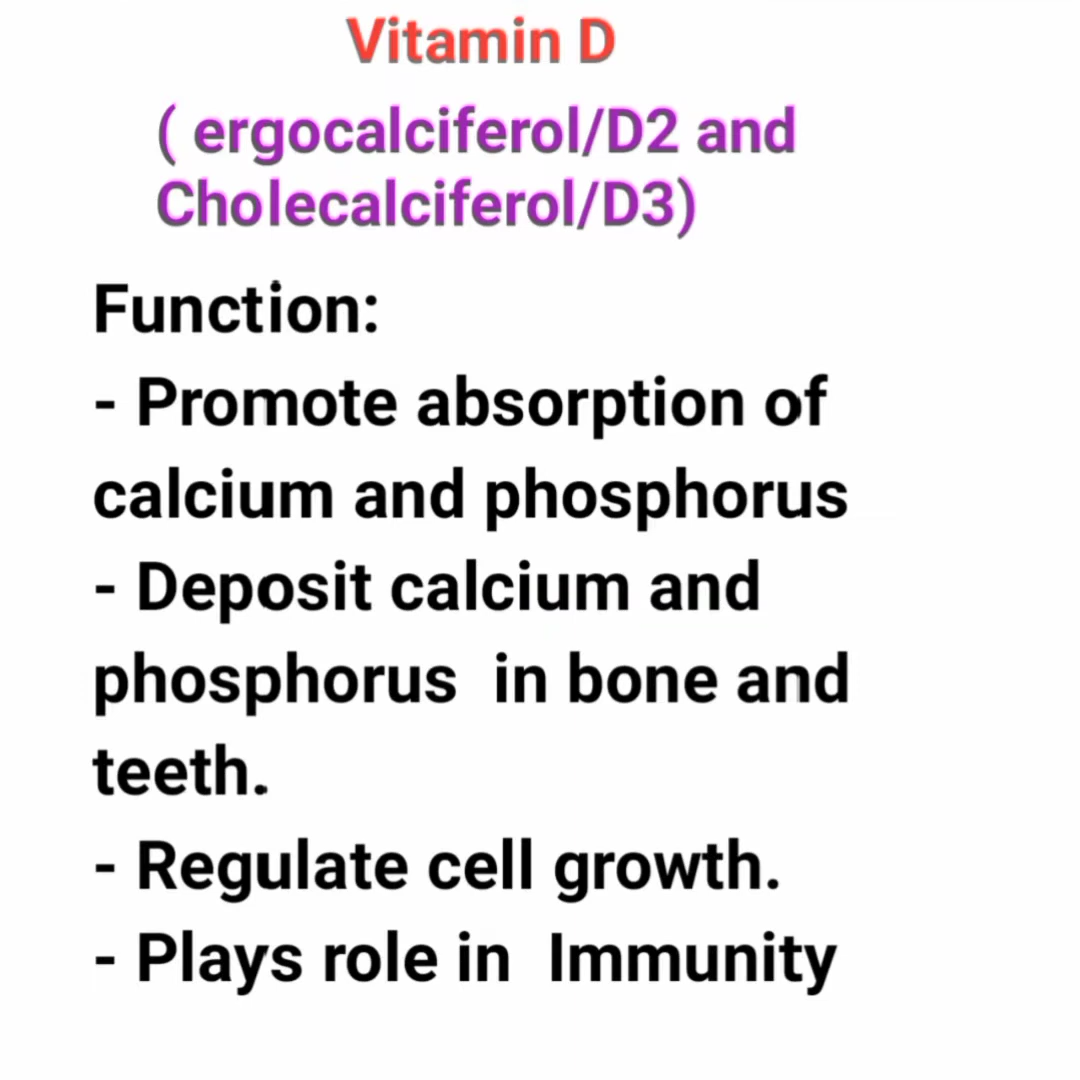 Vitamin D
( ergocalciferol/D2 and
Cholecalciferol/D3)
Function:
- Promote absorption of
calcium and phosphorus
- Deposit calcium and
phosphorus  in bone and
teeth.
- Regulate cell growth.
- Plays role in  Immunity